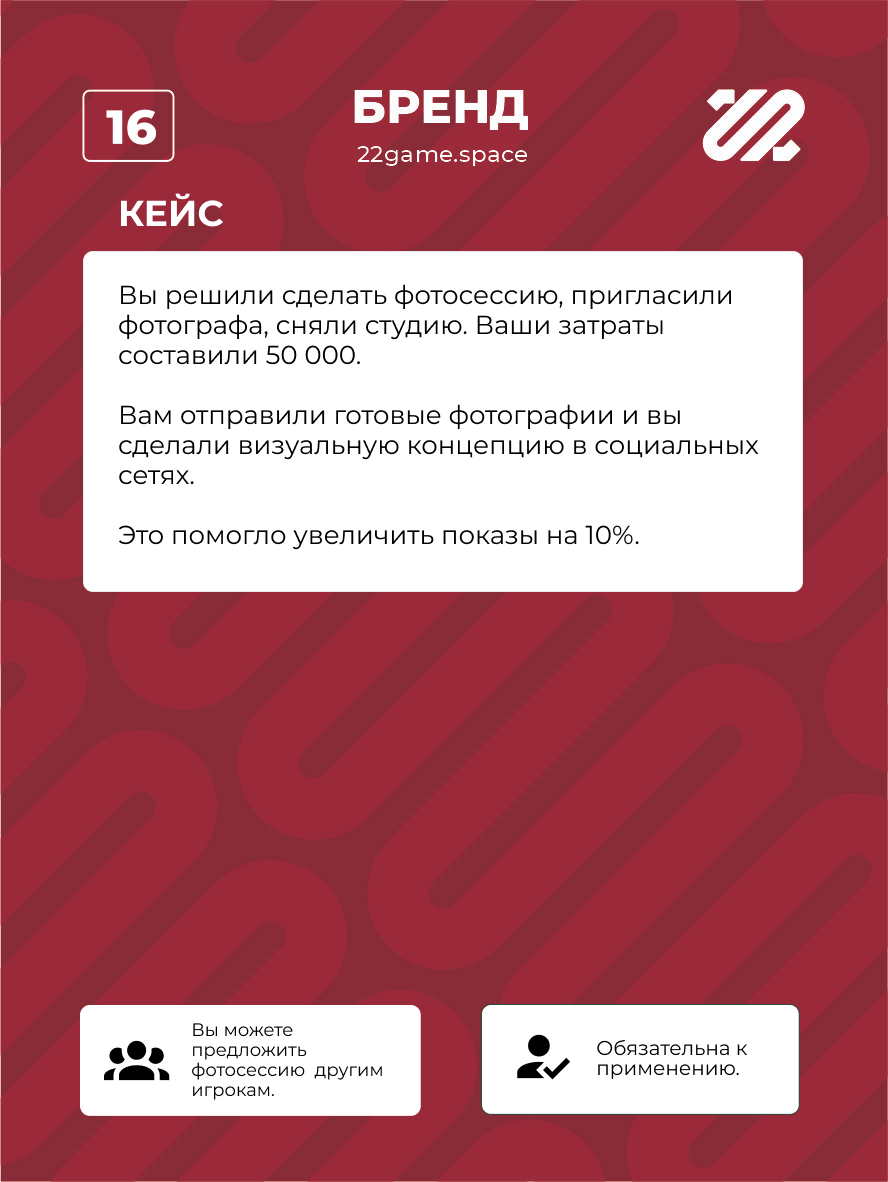 16
БРЕНД
22game.space
КЕЙС
Вы решили сделать фотосессию, пригласили
фотографа, сняли студию. Ваши затраты
составили 50 000.
Вам отправили готовые фотографии и вы
сделали визуальную концепцию в социальных
сетях.
Это помогло увеличить показы на 10%.
Вы можете
предложить
фотосессию  другим
игрокам.
Обязательна к
применению.